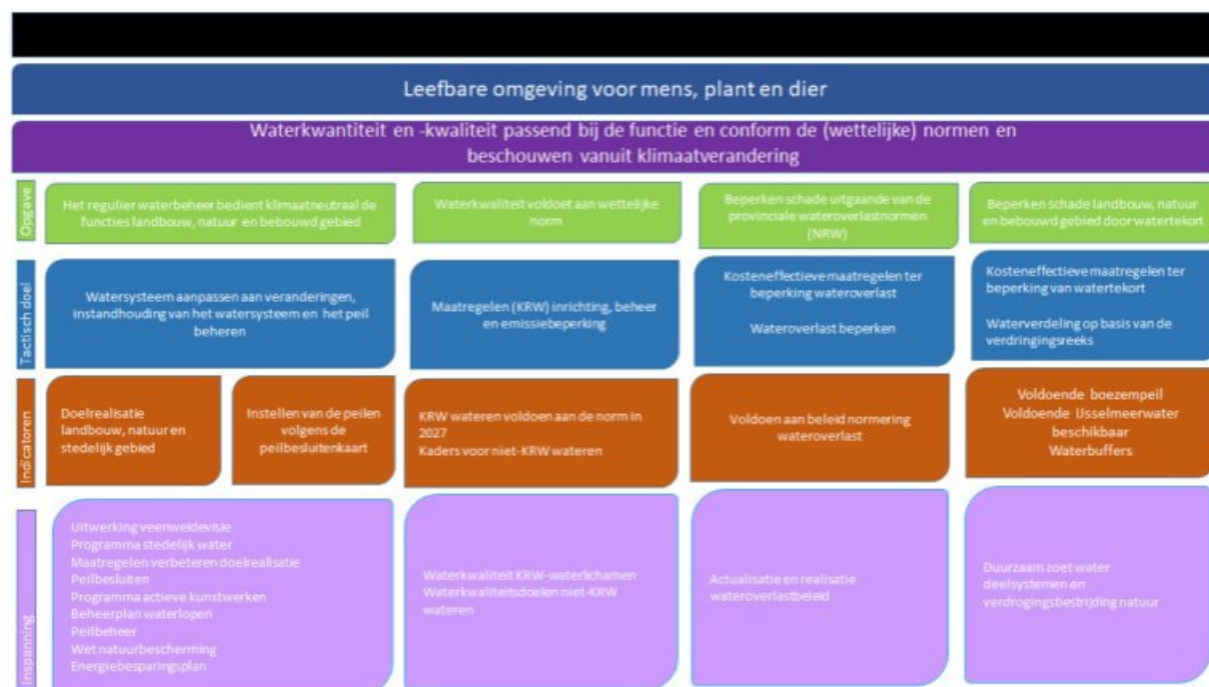 Leefbare omgeving voor mens, plant en dier
Waterkwantiteit en -kwaliteit passend bij de functie en conform de (wettelijke) normen en
beschouwen vanuit klimaatverandering
Opgave
Het regulier waterbeheer bedient klimaatneutraal de
functies landbouw, natuur en bebouwd gebied
Waterkwaliteit voldoet aan wettelijke
norm
Beperken schade uitgaande van de
provinciale wateroverlastnormen
(NRW)
Beperken schade landbouw, natuur
en bebouwd gebied door watertekort
Tactisch doel
Watersysteem aanpassen aan veranderingen,
instandhouding van het watersysteem en het peil
beheren
Maatregelen (KRW) inrichting, beheer
en emissiebeperking
Kosteneffectieve maatregelen ter
beperking wateroverlast
Wateroverlast beperken
Kosteneffectieve maatregelen ter
beperking van watertekort
Waterverdeling op basis van de
verdringingsreeks
Indicatoren
Doelrealisatie
landbouw, natuur en
stedelijk gebied
Instellen van de peilen
volgens de
peilbesluitenkaart
KRW wateren voldoen aan de norm in
2027
Kaders voor niet-KRW wateren
Voldoen aan beleid normering
wateroverlast
Voldoende boezempeil
Voldoende IJsselmeerwater
beschikbaar
Waterbuffers
Inspanning
Uitwerking veenweidevisie
Programma stedelijk water
Maatregelen verbeteren doelrealisatie
Peilbesluiten
Programma actieve kunstwerken
Beheerplan waterlopen
Peilbeheer
Wet natuurbescherming
Energiebesparingsplan
Waterkwaliteit KRW-waterlichamen
Waterkwaliteitsdoelen niet-KRW
wateren
Actualisatie en realisatie
wateroverlastbeleid
Duurzaam zoet water
deelsystemen en
verdrogingsbestrijding natuur